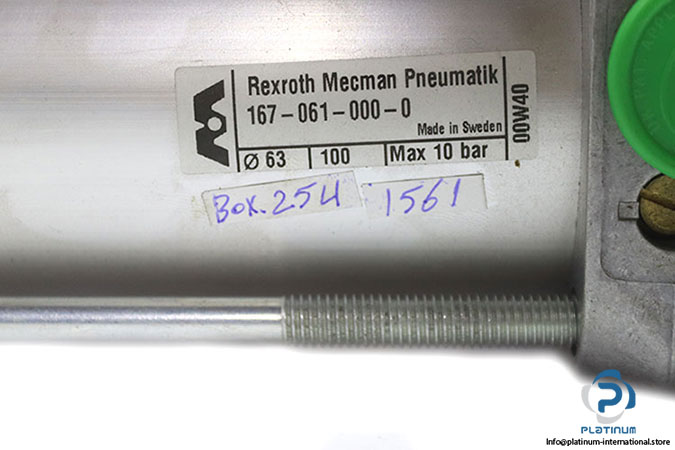 Rexroth Mecman Pneumatik
167-061-000-0
Made in Sweden
Ø 63 100 Max 10 bar
00W40
Box.254
1561
PLATINUM
Info@platinum-international.store